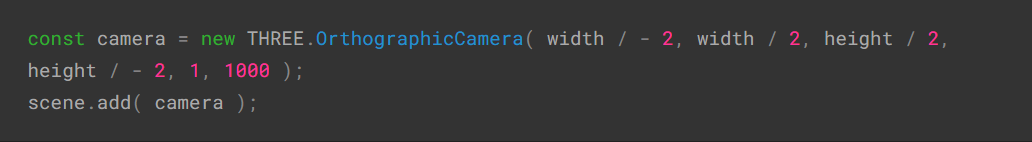 const camera = new THREE.OrthographicCamera( width / - 2, width / 2, height / 2,
height / - 2, 1, 1000 );
scene.add( camera );